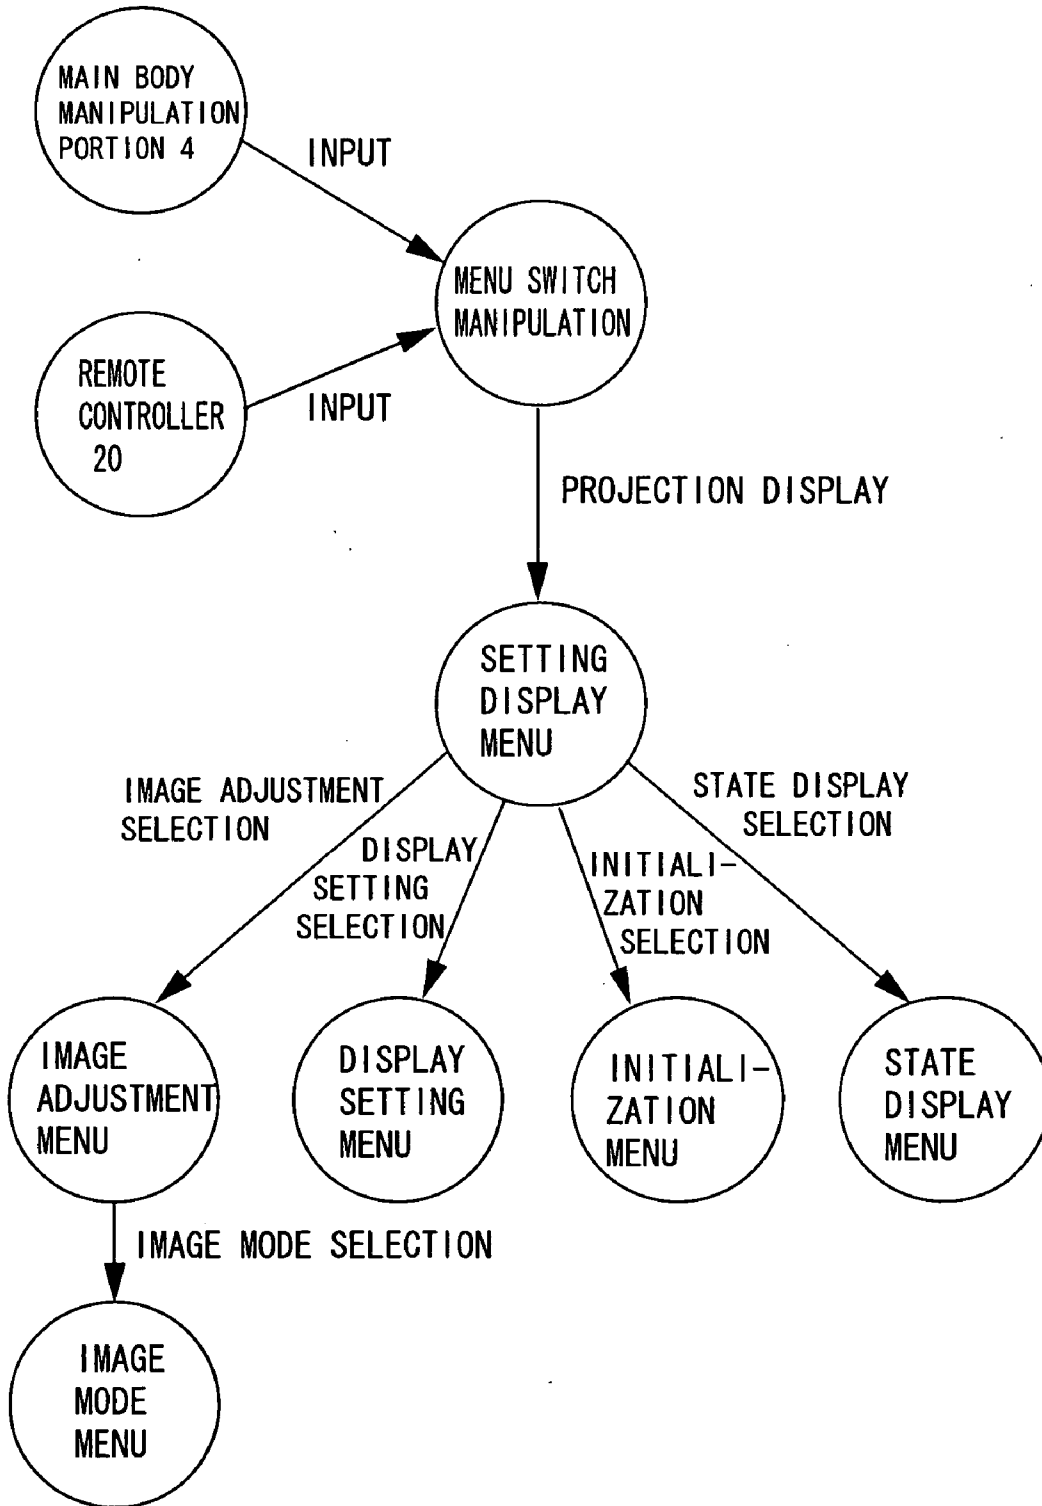 MAIN BODY
MANIPULATION
PORTION 4
INPUT
MENU SWITCH
MANIPULATION
REMOTE
CONTROLLER
20
INPUT
PROJECTION DISPLAY
SETTING
DISPLAY
MENU
IMAGE ADJUSTMENT
SELECTION
DISPLAY
SETTING
SELECTION
INITIALI-
ZATION
SELECTION
STATE DISPLAY
SELECTION
IMAGE
ADJUSTMENT
MENU
DISPLAY
SETTING
MENU
INITIALI-
ZATION
MENU
STATE
DISPLAY
MENU
IMAGE MODE SELECTION
IMAGE
MODE
MENU